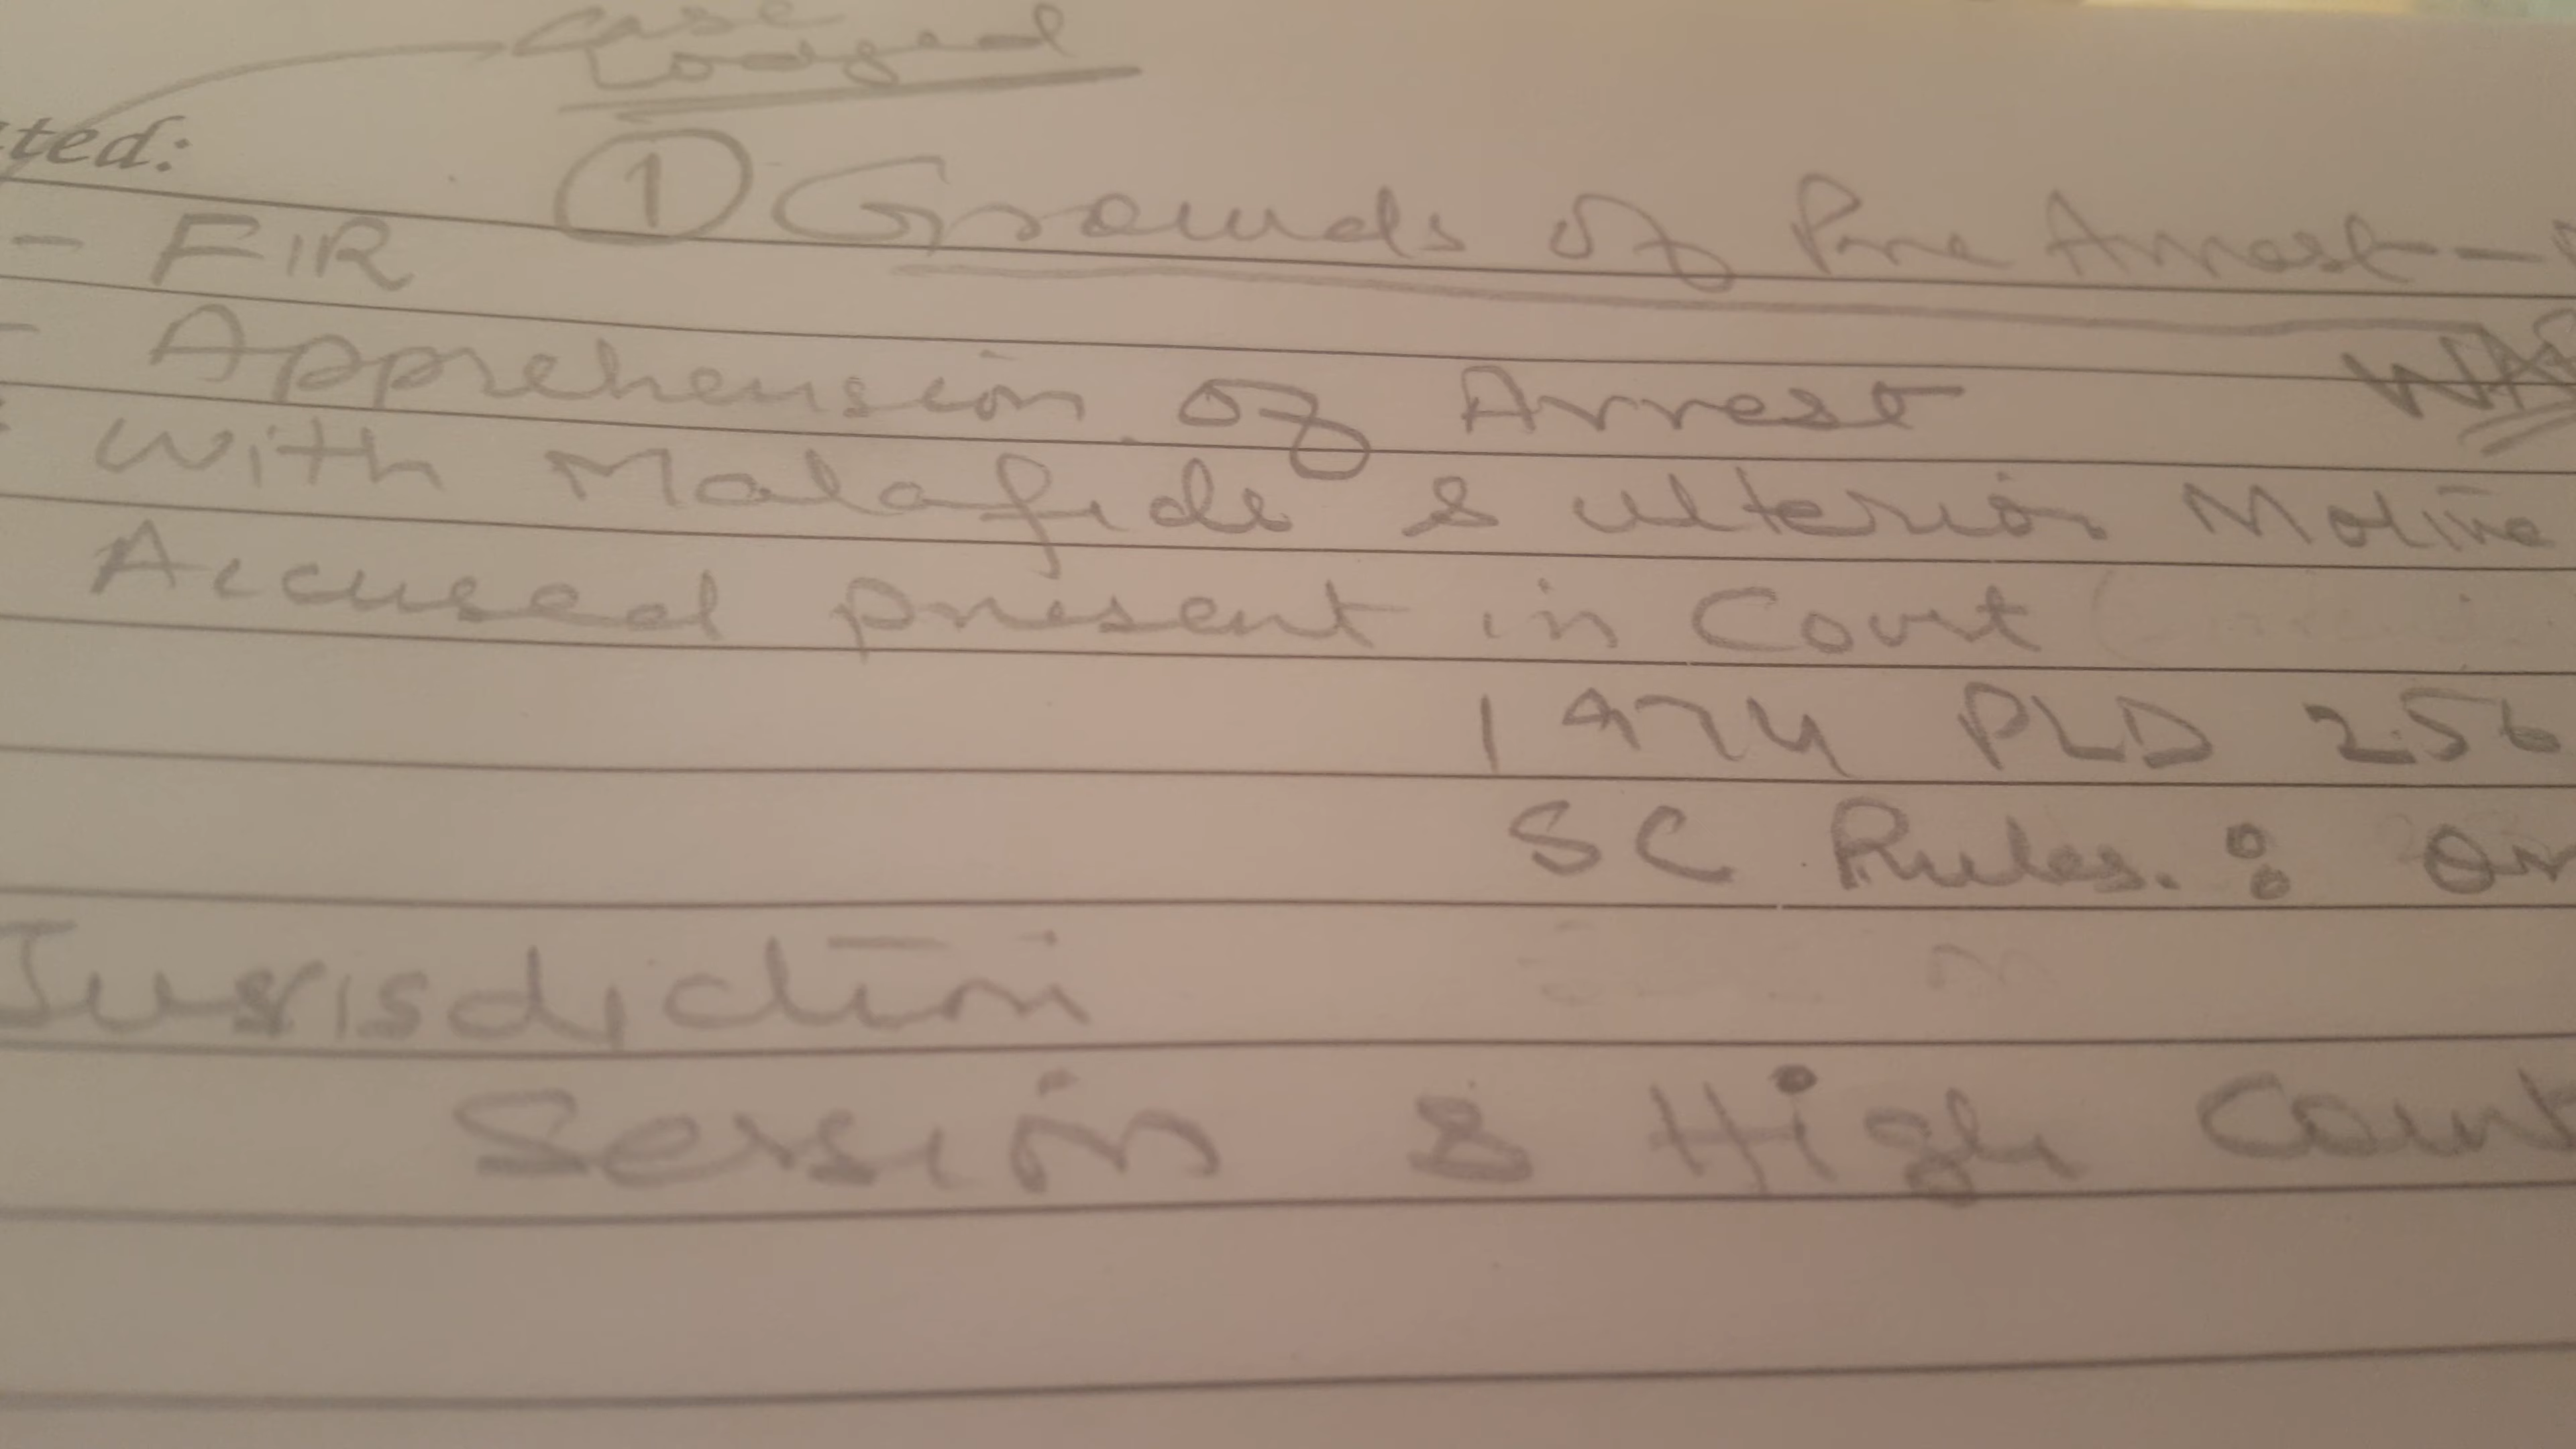 Case
Lodged
ted:
① Grounds of Pre Arrest -
- FIR
- Apprehension of Arrest
- With Malafide & ulterior Motive
Accused present in Court
1974 PLD 256
SC Rules. :
Jurisdiction
Session & High Court